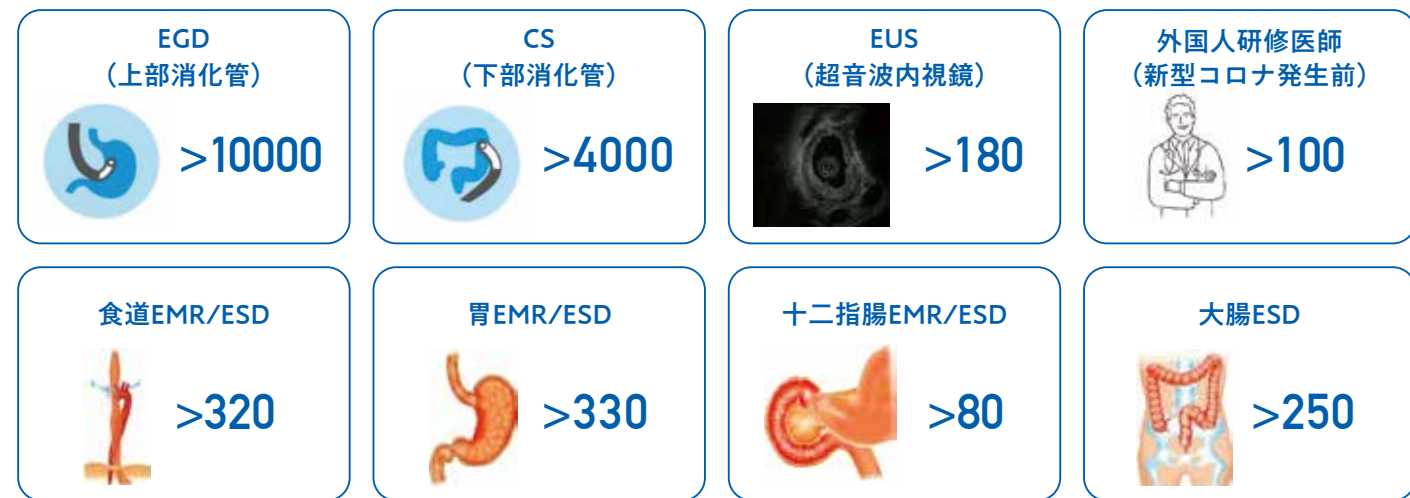 EGD
（上部消化管）
>10000
CS
（下部消化管）
>4000
EUS
（超音波内視鏡）
>180
外国人研修医師
（新型コロナ発生前）
>100
食道EMR/ESD
>320
胃EMR/ESD
>330
十二指腸EMR/ESD
>80
大腸ESD
>250